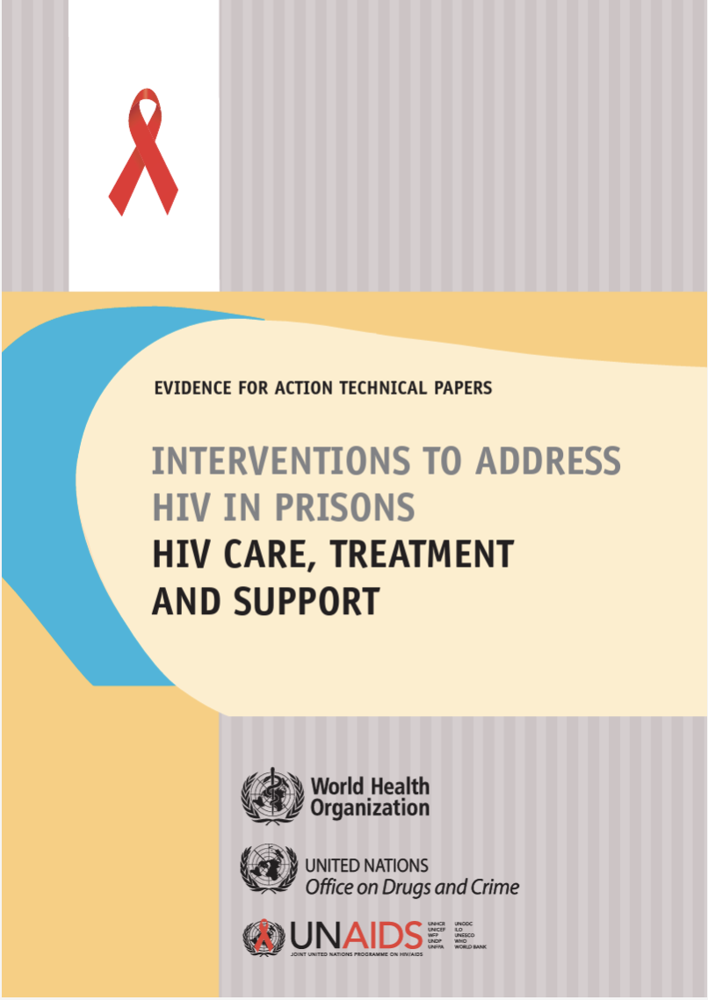 EVIDENCE FOR ACTION TECHNICAL PAPERS
INTERVENTIONS TO ADDRESS
HIV IN PRISONS
HIV CARE, TREATMENT
AND SUPPORT
World Health
Organization
UNITED NATIONS
Office on Drugs and Crime
UNAIDS
JOINT UNITED NATIONS PROGRAMME ON HIV/AIDS
UNHCR UNODC
UNICEF ILO
WFP UNESCO
UNDP WHO
UNFPA WORLD BANK